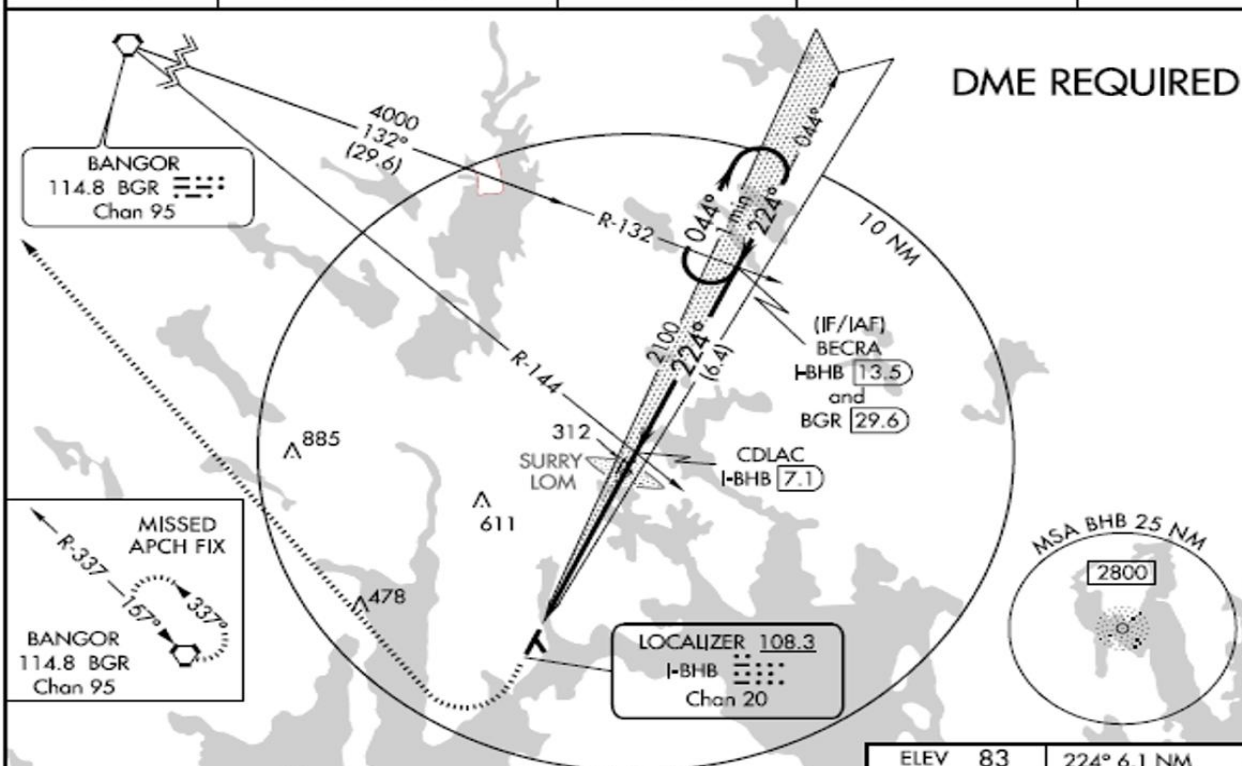 DME REQUIRED
BANGOR
114.8 BGR
Chan 95
4000
132°
(29.6)
R-132
R-144
044°
1 min
224°
044°
10 NM
2100
224°
(6.4)
(IF/IAF)
BECRA
I-BHB 13.5
and
BGR 29.6
885
312
SURRY
LOM
CDLAC
I-BHB 7.1
611
478
MISSED
APCH FIX
R-337
157°
337°
BANGOR
114.8 BGR
Chan 95
LOCALIZER 108.3
I-BHB
Chan 20
MSA BHB 25 NM
2800
ELEV 83
224° 6.1 NM